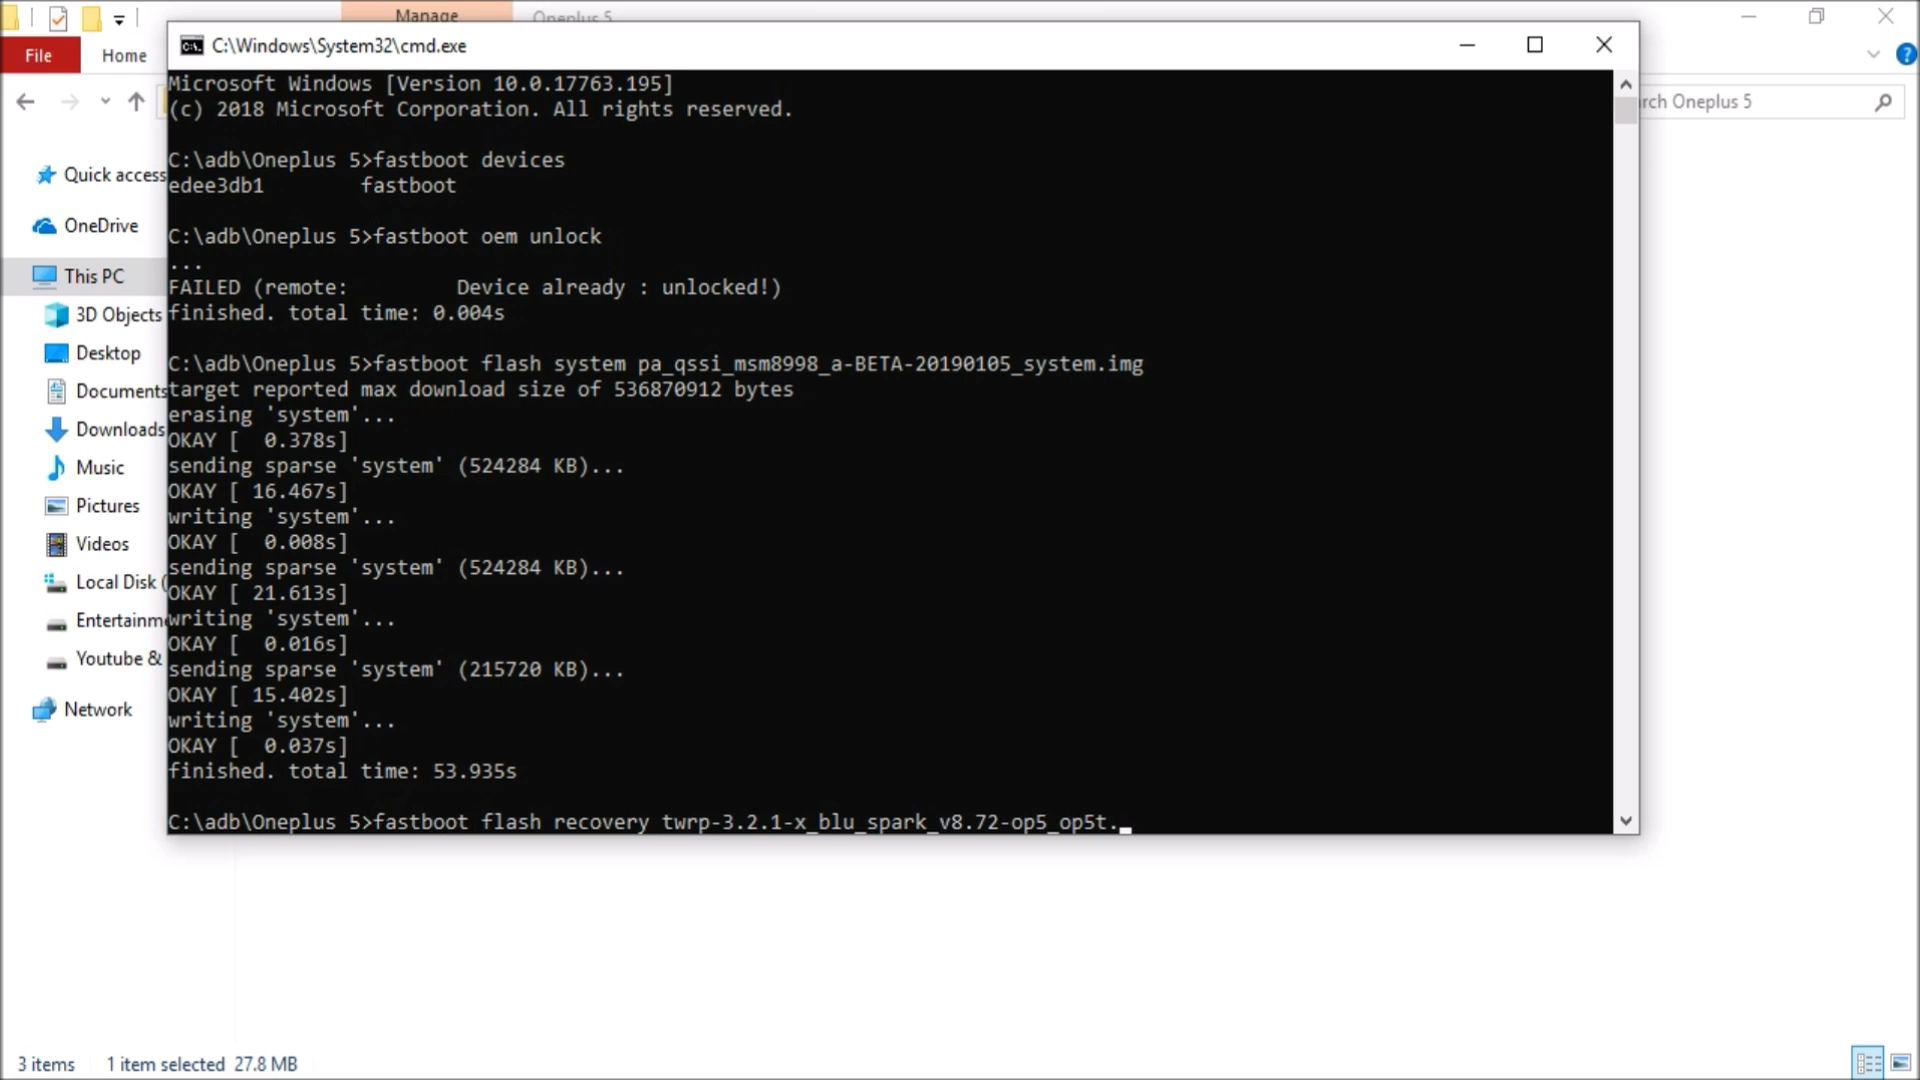 Manage
Oneplus 5
C:\Windows\System32\cmd.exe
File
Home
Microsoft Windows [Version 10.0.17763.195]
(c) 2018 Microsoft Corporation. All rights reserved.
rch Oneplus 5
C:\adb\Oneplus 5>fastboot devices
edee3db1        fastboot
C:\adb\Oneplus 5>fastboot oem unlock
...
FAILED (remote:         Device already : unlocked!)
finished. total time: 0.004s
C:\adb\Oneplus 5>fastboot flash system pa_qssi_msm8998_a-BETA-20190105_system.img
target reported max download size of 536870912 bytes
erasing 'system'...
OKAY [  0.378s]
sending sparse 'system' (524284 KB)...
OKAY [ 16.467s]
writing 'system'...
OKAY [  0.008s]
sending sparse 'system' (524284 KB)...
OKAY [ 21.613s]
writing 'system'...
OKAY [  0.016s]
sending sparse 'system' (215720 KB)...
OKAY [ 15.402s]
writing 'system'...
OKAY [  0.037s]
finished. total time: 53.935s
C:\adb\Oneplus 5>fastboot flash recovery twrp-3.2.1-x_blu_spark_v8.72-op5_op5t.
Quick access
OneDrive
This PC
3D Objects
Desktop
Documents
Downloads
Music
Pictures
Videos
Local Disk (
Entertainm
Youtube &
Network
3 items
1 item selected 27.8 MB